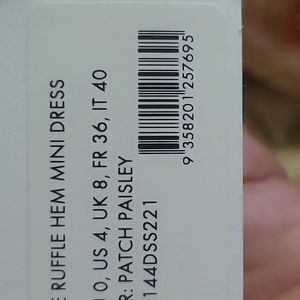 E RUFFLE HEM MINI DRESS
0, US 4, UK 8, FR 36, IT 40
R: PATCH PAISLEY
144DSS221
9 358201 257695